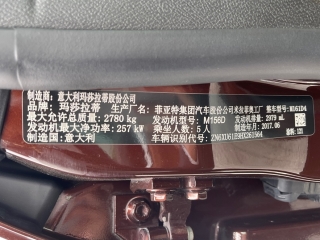 制造商：意大利玛莎拉蒂股份公司
品牌：玛莎拉蒂 生产厂名：菲亚特集团汽车股份公司米拉菲奥工厂 整车型号：M161D4
最大允许总质量：2780 kg 发动机型号：M156D 发动机排量：2979 mL
发动机最大净功率：257 kW 乘坐人数：5 人 制造年月：2017.06
制造国：意大利 车辆识别代号：